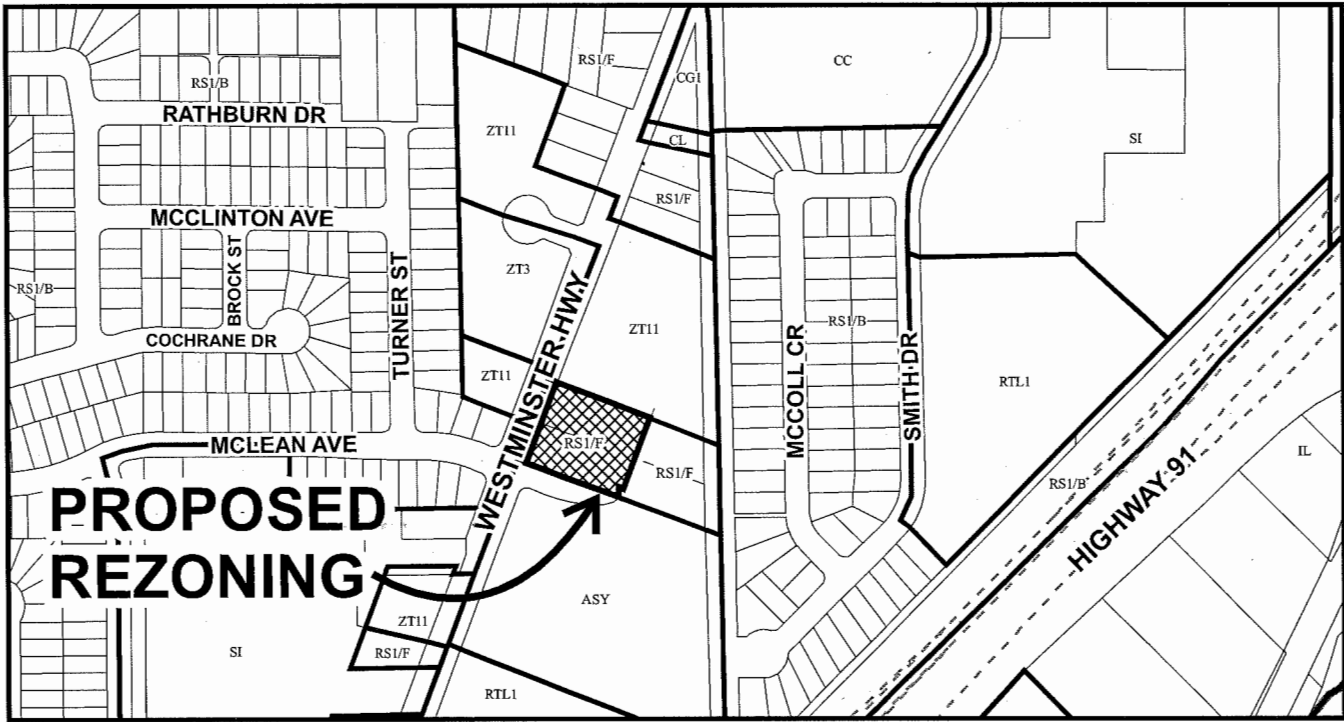 RS1/F
CG1
CC
RS1/B
RATHBURN DR
ZT11
CL
SI
RS1/F
MCCLINTON AVE
BROCK ST
TURNER ST
ZT3
WESTMINSTER HWY
ZT11
RS1/B
COCHRANE DR
RS1/B
MCCOLL CR
SMITH DR
ZT11
RTL1
MCLEAN AVE
RS1/F
RS1/F
RS1/B
HIGHWAY 91
IL
PROPOSED
REZONING
ASY
ZT11
SI
RS1/F
RTL1